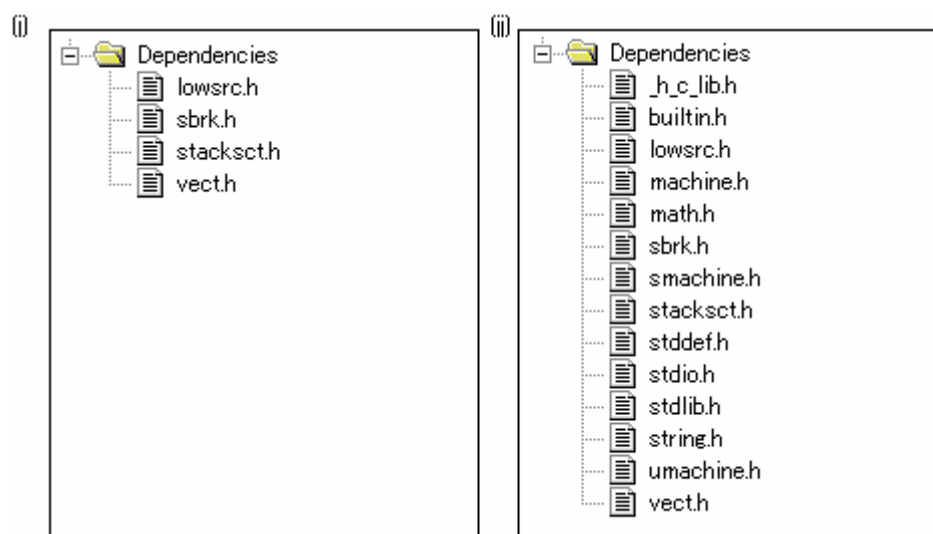 (i)
Dependencies
lowsrc.h
sbrk.h
stacksct.h
vect.h
(ii)
Dependencies
_h_c_lib.h
builtin.h
lowsrc.h
machine.h
math.h
sbrk.h
smachine.h
stacksct.h
stddef.h
stdio.h
stdlib.h
string.h
umachine.h
vect.h